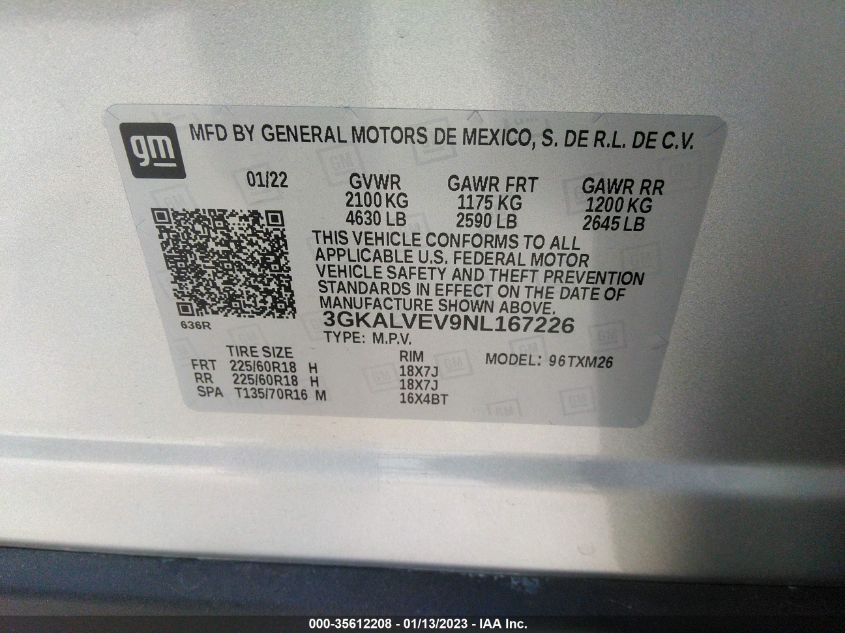 gm
MFD BY GENERAL MOTORS DE MEXICO, S. DE R.L. DE C.V.
01/22 GVWR GAWR FRT GAWR RR
2100 KG 1175 KG 1200 KG
4630 LB 2590 LB 2645 LB
THIS VEHICLE CONFORMS TO ALL
APPLICABLE U.S. FEDERAL MOTOR
VEHICLE SAFETY AND THEFT PREVENTION
STANDARDS IN EFFECT ON THE DATE OF
MANUFACTURE SHOWN ABOVE.
636R 3GKALVEV9NL167226
TYPE: M.P.V.
TIRE SIZE RIM MODEL: 96TXM26
FRT 225/60R18 H 18X7J
RR 225/60R18 H 18X7J
SPA T135/70R16 M 16X4BT
000-35612208 - 01/13/2023 - IAA Inc.